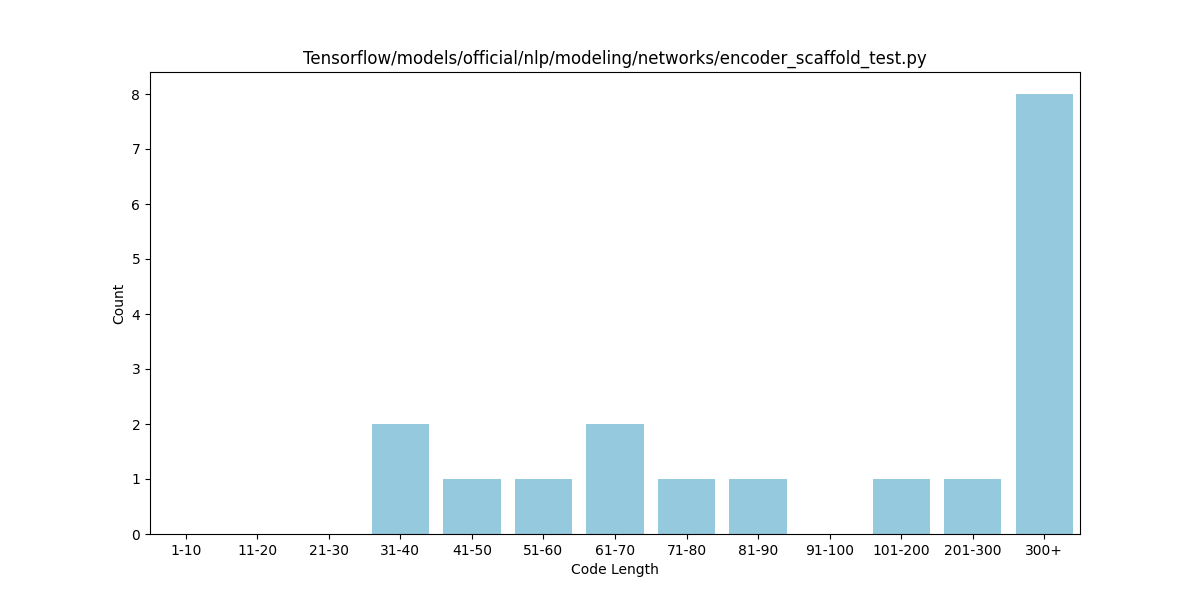 Tensorflow/models/official/nlp/modeling/networks/encoder_scaffold_test.py
8
7
6
5
4
3
2
1
0
Count
1-10 11-20 21-30 31-40 41-50 51-60 61-70 71-80 81-90 91-100 101-200 201-300 300+
Code Length